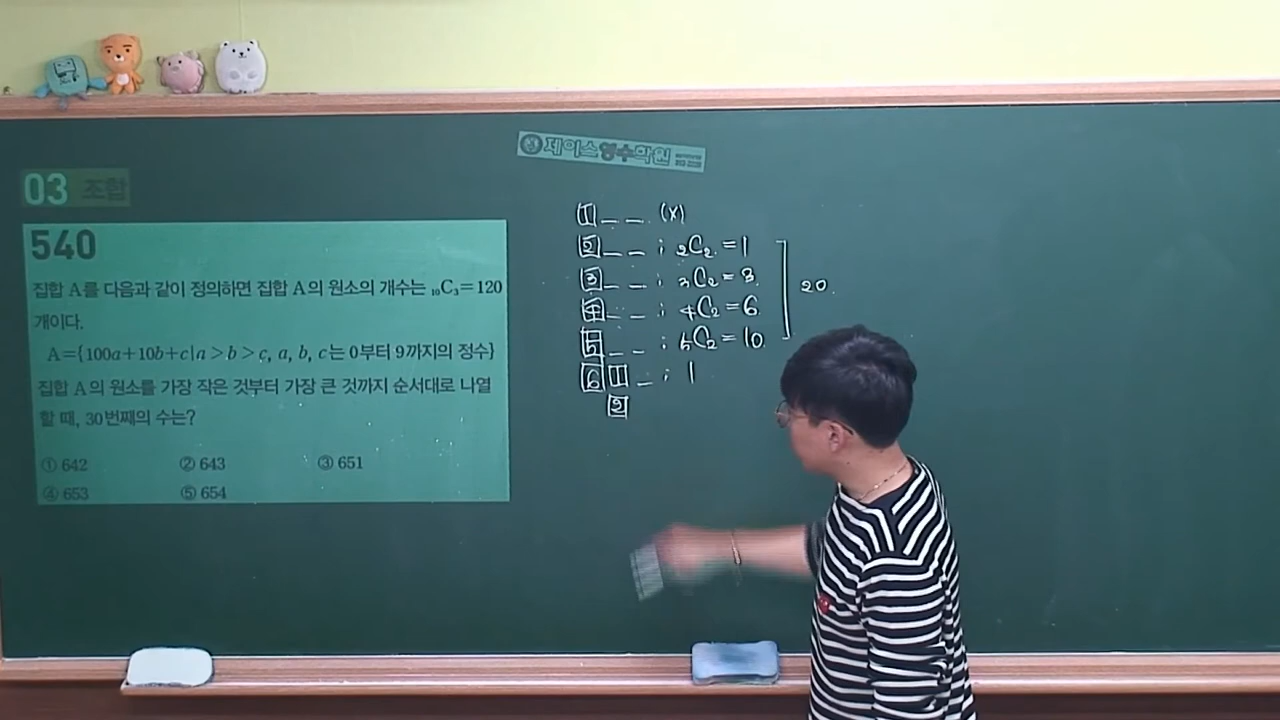 제이스영수학원
03 조합
540
집합 A를 다음과 같이 정의하면 집합 A의 원소의 개수는 ₁₀C₃=120
개이다.
A={100a+10b+c|a>b>c, a, b, c는 0부터 9까지의 정수}
집합 A의 원소를 가장 작은 것부터 가장 큰 것까지 순서대로 나열
할 때, 30번째의 수는?
① 642 ② 643 ③ 651
④ 653 ⑤ 654
1 _ _ (X)
2 _ _ ; ₂C₂ = 1
3 _ _ ; ₃C₂ = 3
4 _ _ ; ₄C₂ = 6
5 _ _ ; ₅C₂ = 10
20
6 1 _ ; 1
2